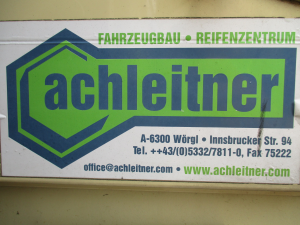 FAHRZEUGBAU • REIFENZENTRUM
achleitner
A-6300 Wörgl • Innsbrucker Str. 94
Tel. ++43/(0)5332/7811-0, Fax 75222
office@achleitner.com • www.achleitner.com